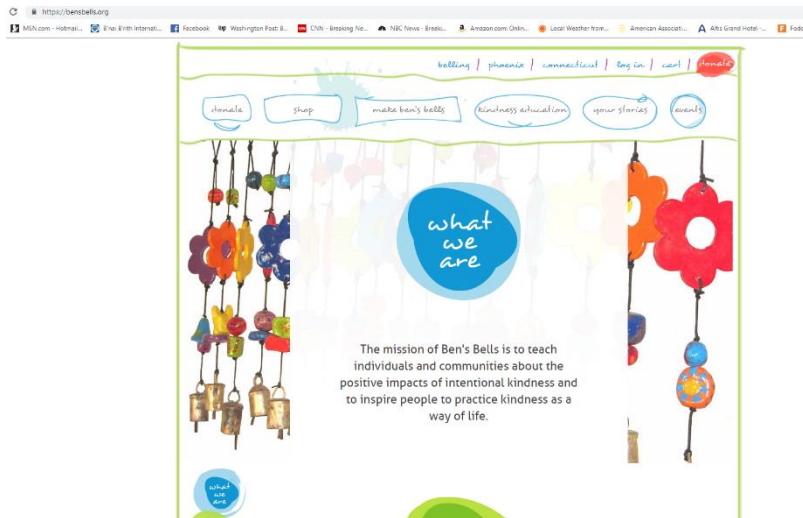 https://bensbells.org
MSN.com - Hotmail... B'nai B'rith Internati... Facebook Washington Post: B... CNN - Breaking Ne... NBC News - Breaki... Amazon.com: Onlin... Local Weather from... American Associati... Altis Grand Hotel -... Fodo
belling | phoenix | connecticut | log in | cart | donate
donate shop make ben's bells kindness education your stories events
what
we
are
The mission of Ben's Bells is to teach
individuals and communities about the
positive impacts of intentional kindness and
to inspire people to practice kindness as a
way of life.
what
we
are